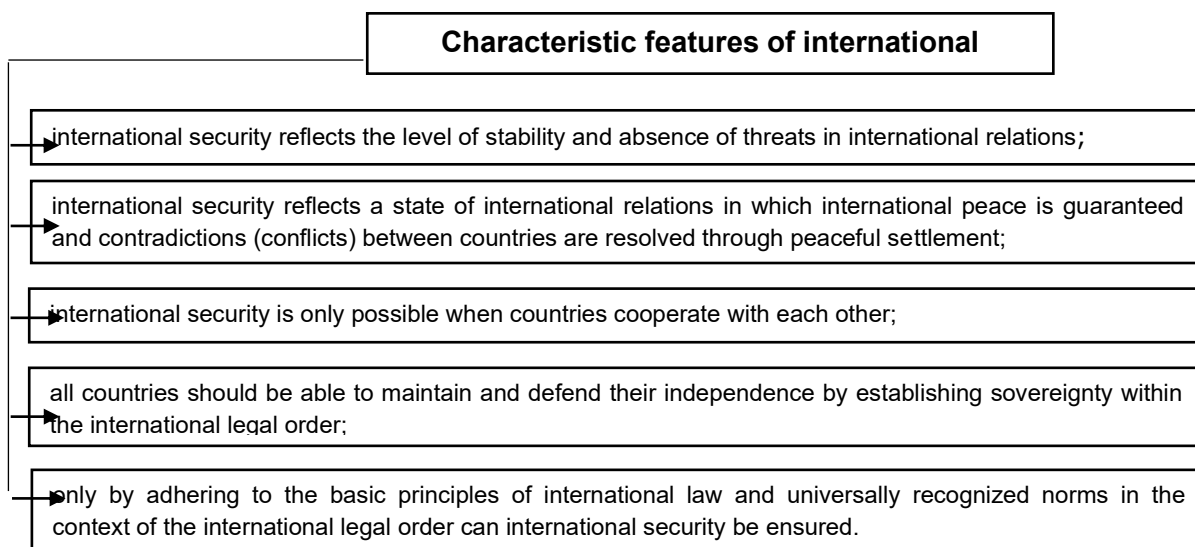 Characteristic features of international
international security reflects the level of stability and absence of threats in international relations;
international security reflects a state of international relations in which international peace is guaranteed
and contradictions (conflicts) between countries are resolved through peaceful settlement;
international security is only possible when countries cooperate with each other;
all countries should be able to maintain and defend their independence by establishing sovereignty within
the international legal order;
only by adhering to the basic principles of international law and universally recognized norms in the
context of the international legal order can international security be ensured.